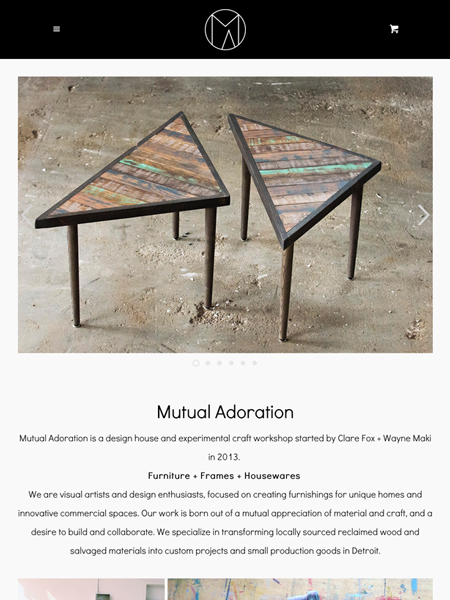 Mutual Adoration
Mutual Adoration is a design house and experimental craft workshop started by Clare Fox + Wayne Maki
in 2013.
Furniture + Frames + Housewares
We are visual artists and design enthusiasts, focused on creating furnishings for unique homes and
innovative commercial spaces. Our work is born out of a mutual appreciation of material and craft, and a
desire to build and collaborate. We specialize in transforming locally sourced reclaimed wood and
salvaged materials into custom projects and small production goods in Detroit.